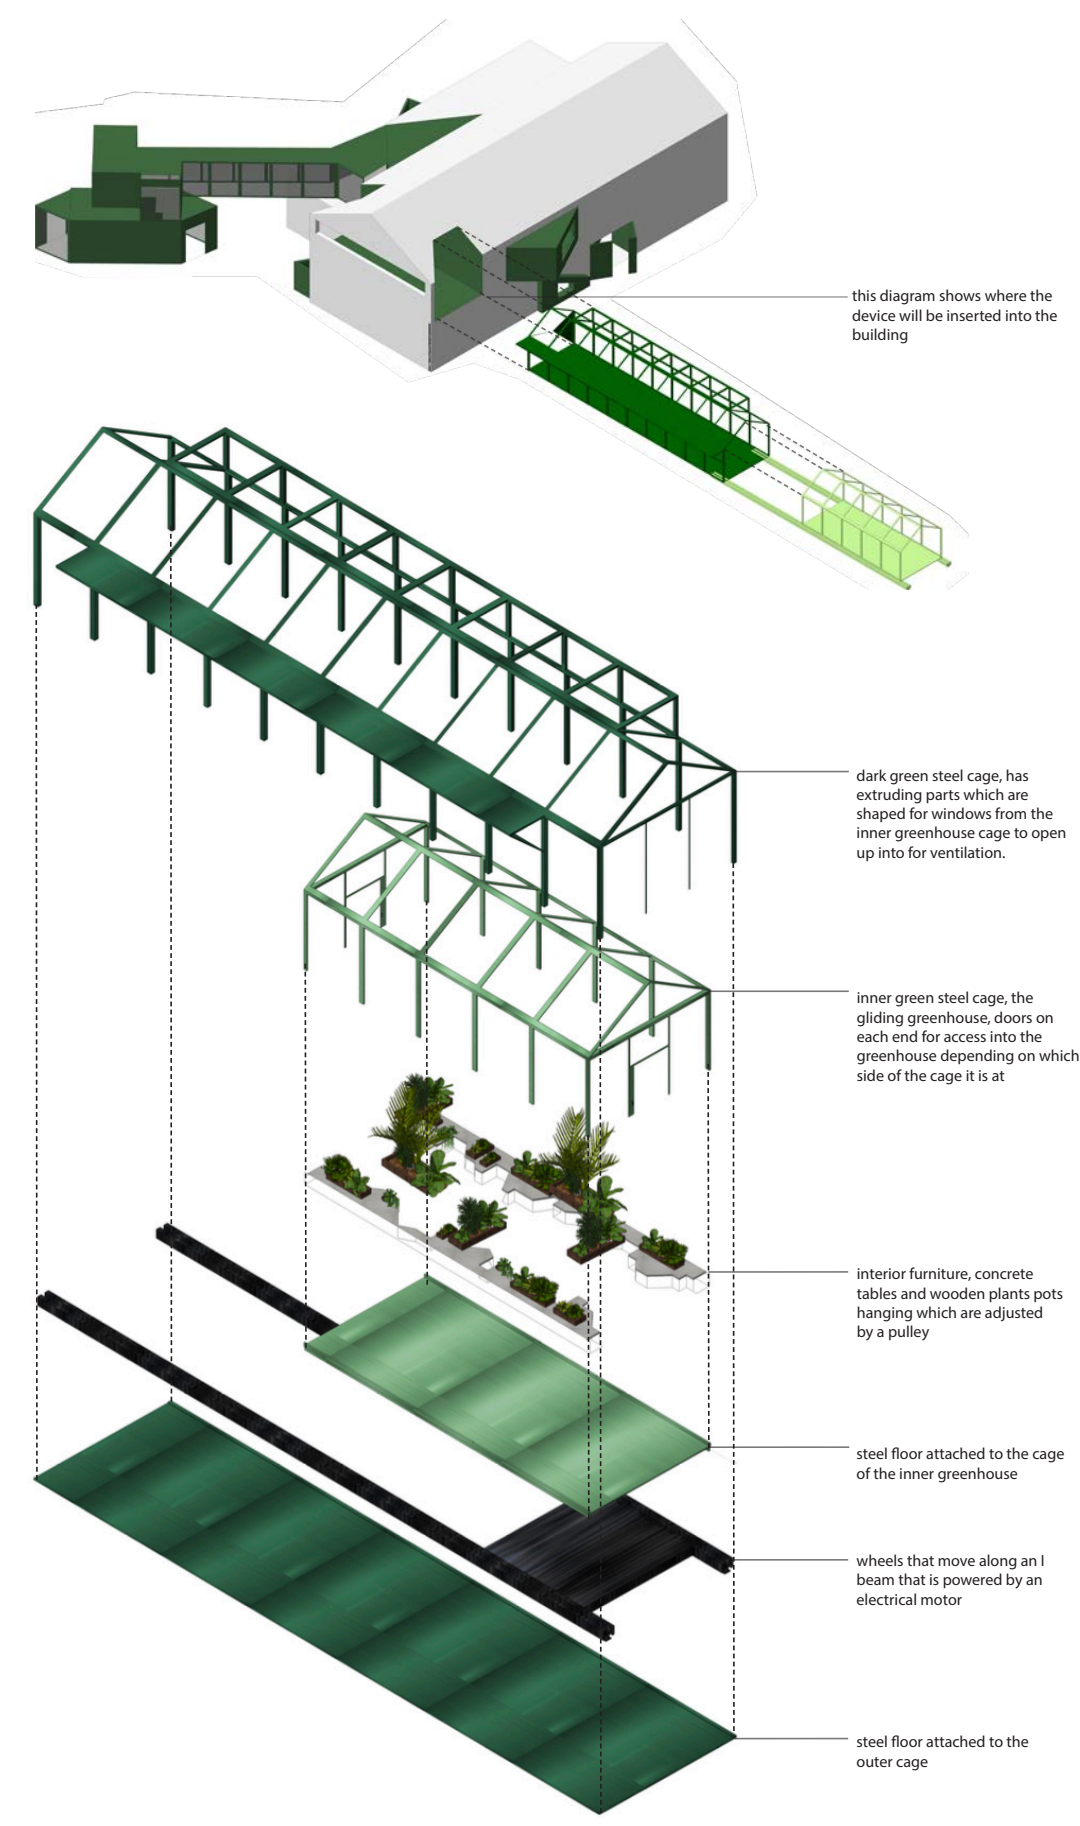 this diagram shows where the
device will be inserted into the
building
dark green steel cage, has
extruding parts which are
shaped for windows from the
inner greenhouse cage to open
up into for ventilation.
inner green steel cage, the
gliding greenhouse, doors on
each end for access into the
greenhouse depending on which
side of the cage it is at
interior furniture, concrete
tables and wooden plants pots
hanging which are adjusted
by a pulley
steel floor attached to the cage
of the inner greenhouse
wheels that move along an I
beam that is powered by an
electrical motor
steel floor attached to the
outer cage